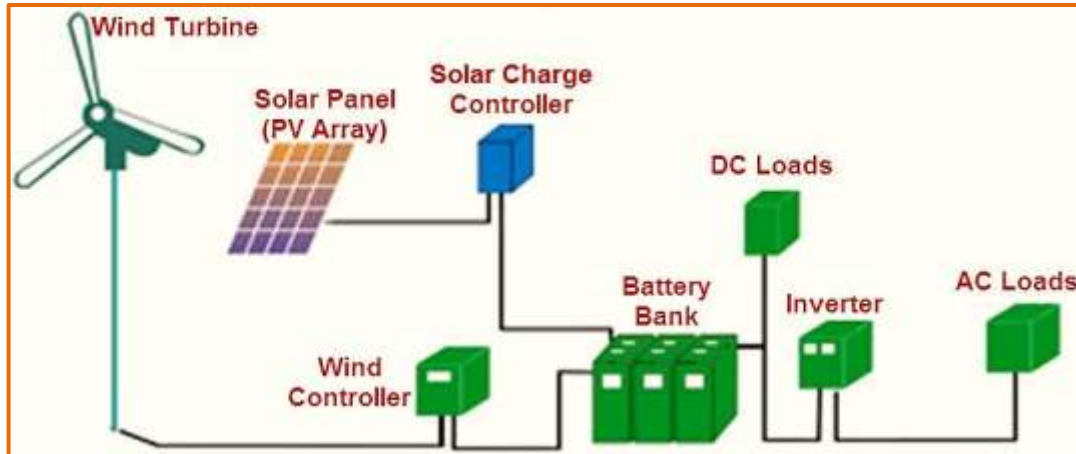 Wind Turbine
Solar Panel
(PV Array)
Solar Charge
Controller
DC Loads
Battery
Bank
Inverter
AC Loads
Wind
Controller